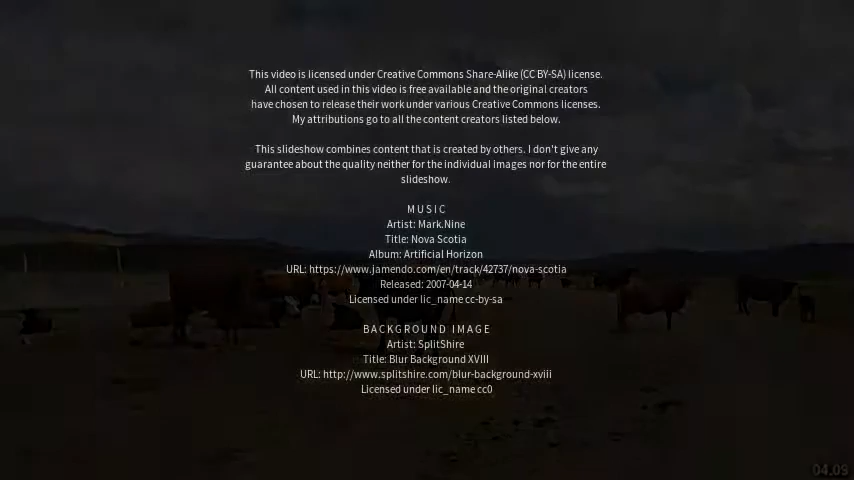 This video is licensed under Creative Commons Share-Alike (CC BY-SA) license.
All content used in this video is free available and the original creators
have chosen to release their work under various Creative Commons licenses.
My attributions go to all the content creators listed below.
This slideshow combines content that is created by others. I don't give any
guarantee about the quality neither for the individual images nor for the entire
slideshow.
MUSIC
Artist: Mark.Nine
Title: Nova Scotia
Album: Artificial Horizon
URL: https://www.jamendo.com/en/track/42737/nova-scotia
Released: 2007-04-14
Licensed under lic_name cc-by-sa
BACKGROUND IMAGE
Artist: SplitShire
Title: Blur Background XVIII
URL: http://www.splitshire.com/blur-background-xviii
Licensed under lic_name cc0
04.09